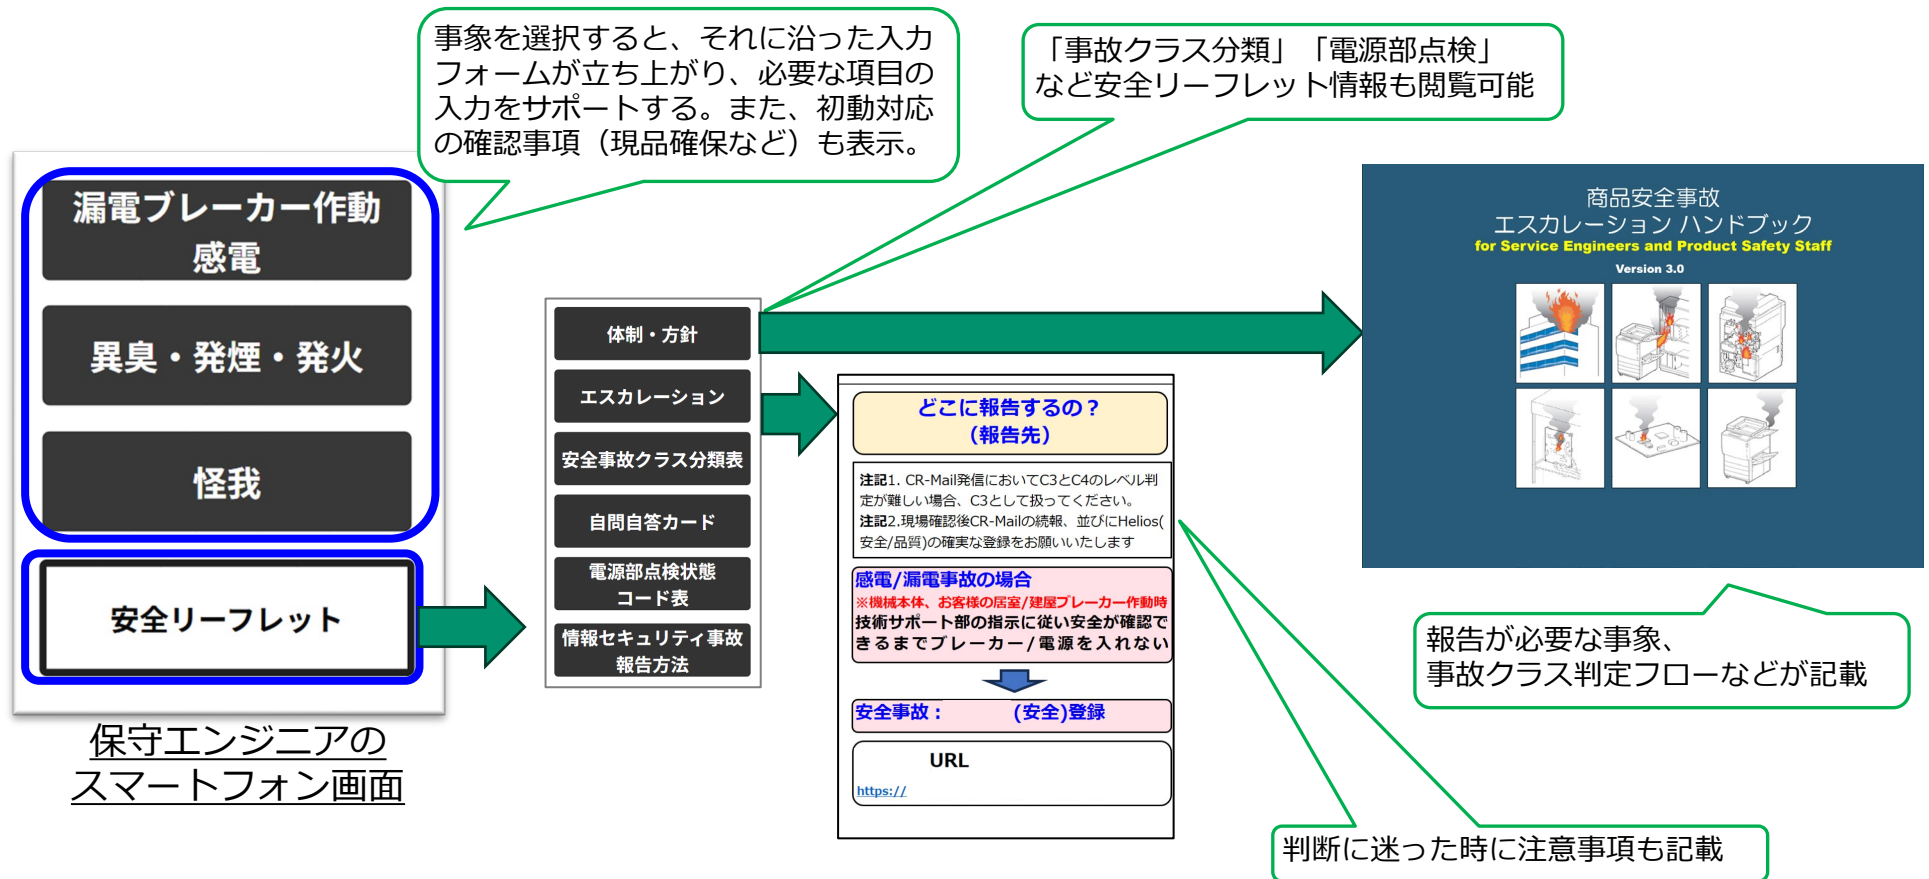 事象を選択すると、それに沿った入力
フォームが立ち上がり、必要な項目の
入力をサポートする。また、初動対応
の確認事項（現品確保など）も表示。
「事故クラス分類」「電源部点検」
など安全リーフレット情報も閲覧可能
漏電ブレーカー作動
感電
異臭・発煙・発火
怪我
安全リーフレット
保守エンジニアの
スマートフォン画面
体制・方針
エスカレーション
安全事故クラス分類表
自問自答カード
電源部点検状態
コード表
情報セキュリティ事故
報告方法
どこに報告するの？
（報告先）
注記1. CR-Mail発信においてC3とC4のレベル判
定が難しい場合、C3として扱ってください。
注記2.現場確認後CR-Mailの続報、並びにHelios(
安全/品質)の確実な登録をお願いいたします
感電/漏電事故の場合
※機械本体、お客様の居室/建屋ブレーカー作動時
技術サポート部の指示に従い安全が確認で
きるまでブレーカー/電源を入れない
安全事故： (安全)登録
URL
https://
商品安全事故
エスカレーション ハンドブック
for Service Engineers and Product Safety Staff
Version 3.0
報告が必要な事象、
事故クラス判定フローなどが記載
判断に迷った時に注意事項も記載